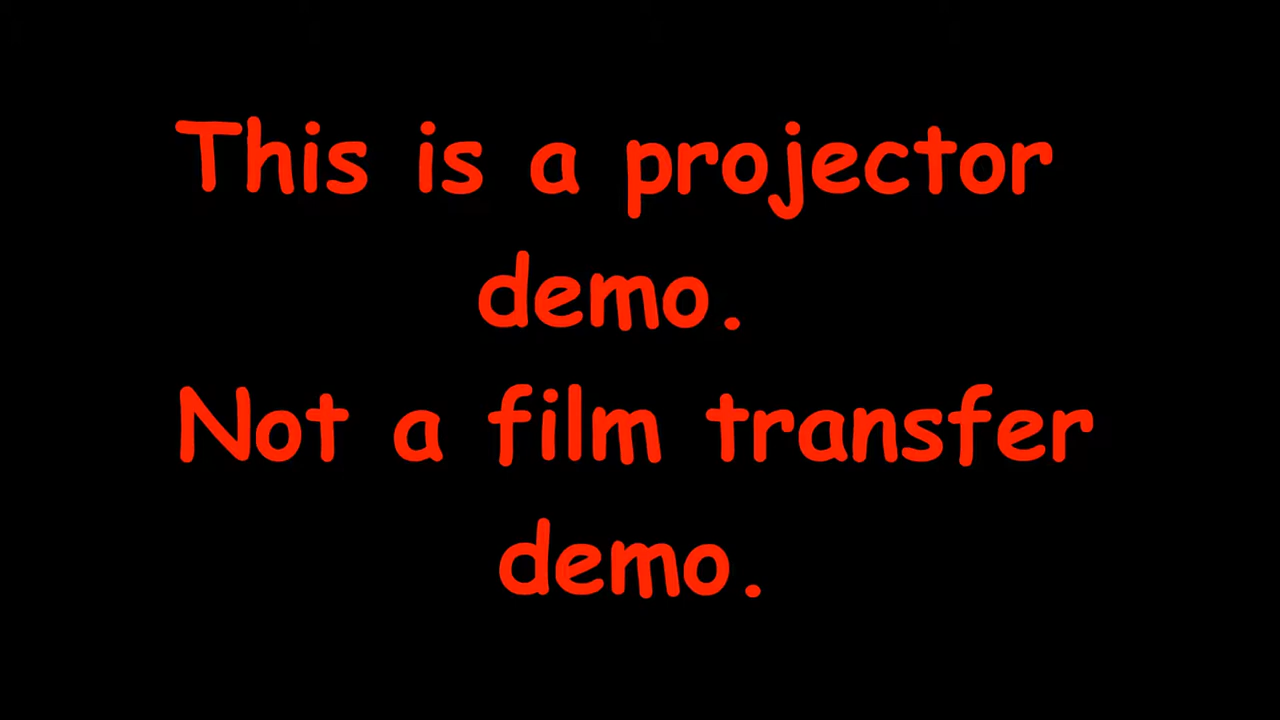 This is a projector
demo.
Not a film transfer
demo.